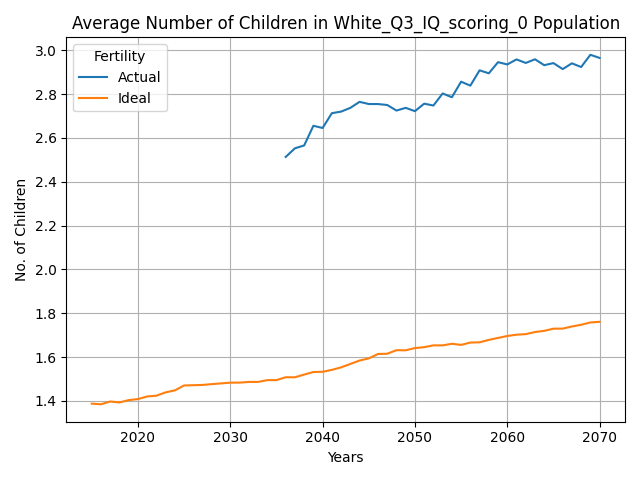 Average Number of Children in White_Q3_IQ_scoring_0 Population
Fertility
Actual
Ideal
No. of Children
3.0
2.8
2.6
2.4
2.2
2.0
1.8
1.6
1.4
2020 2030 2040 2050 2060 2070
Years